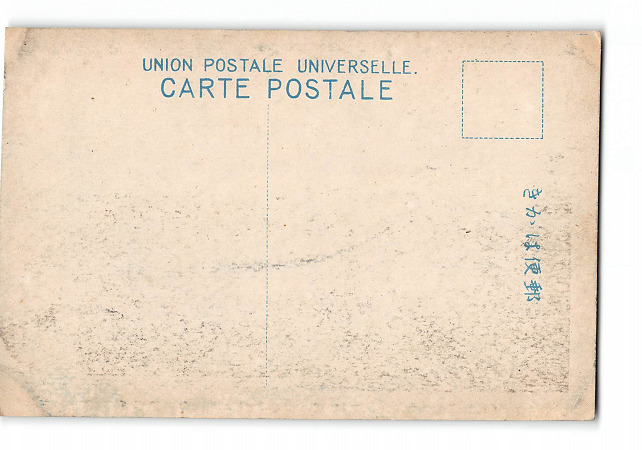 UNION POSTALE UNIVERSELLE.
CARTE POSTALE
郵便はがき